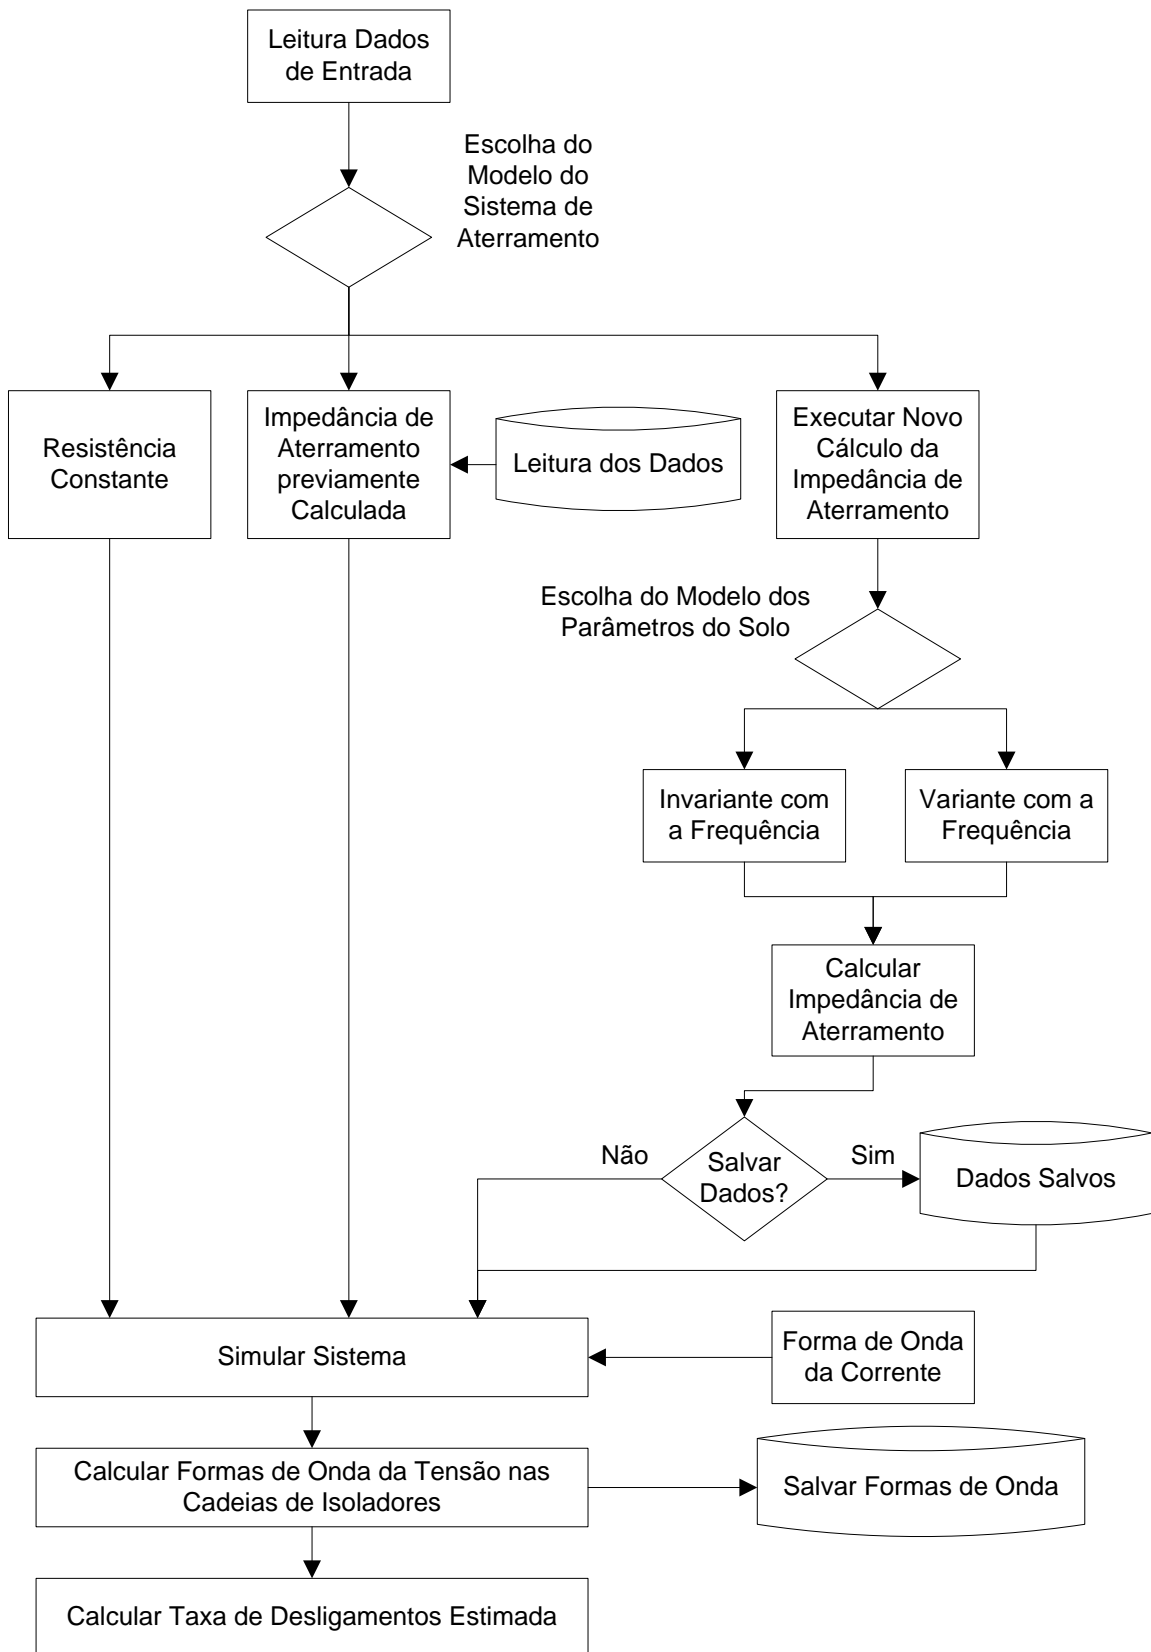 Leitura Dados
de Entrada
Escolha do
Modelo do
Sistema de
Aterramento
Resistência
Constante
Impedância de
Aterramento
previamente
Calculada
Leitura dos Dados
Executar Novo
Cálculo da
Impedância de
Aterramento
Escolha do Modelo dos
Parâmetros do Solo
Invariante com
a Frequência
Variante com a
Frequência
Calcular
Impedância de
Aterramento
Não
Salvar
Dados?
Sim
Dados Salvos
Simular Sistema
Forma de Onda
da Corrente
Calcular Formas de Onda da Tensão nas
Cadeias de Isoladores
Salvar Formas de Onda
Calcular Taxa de Desligamentos Estimada